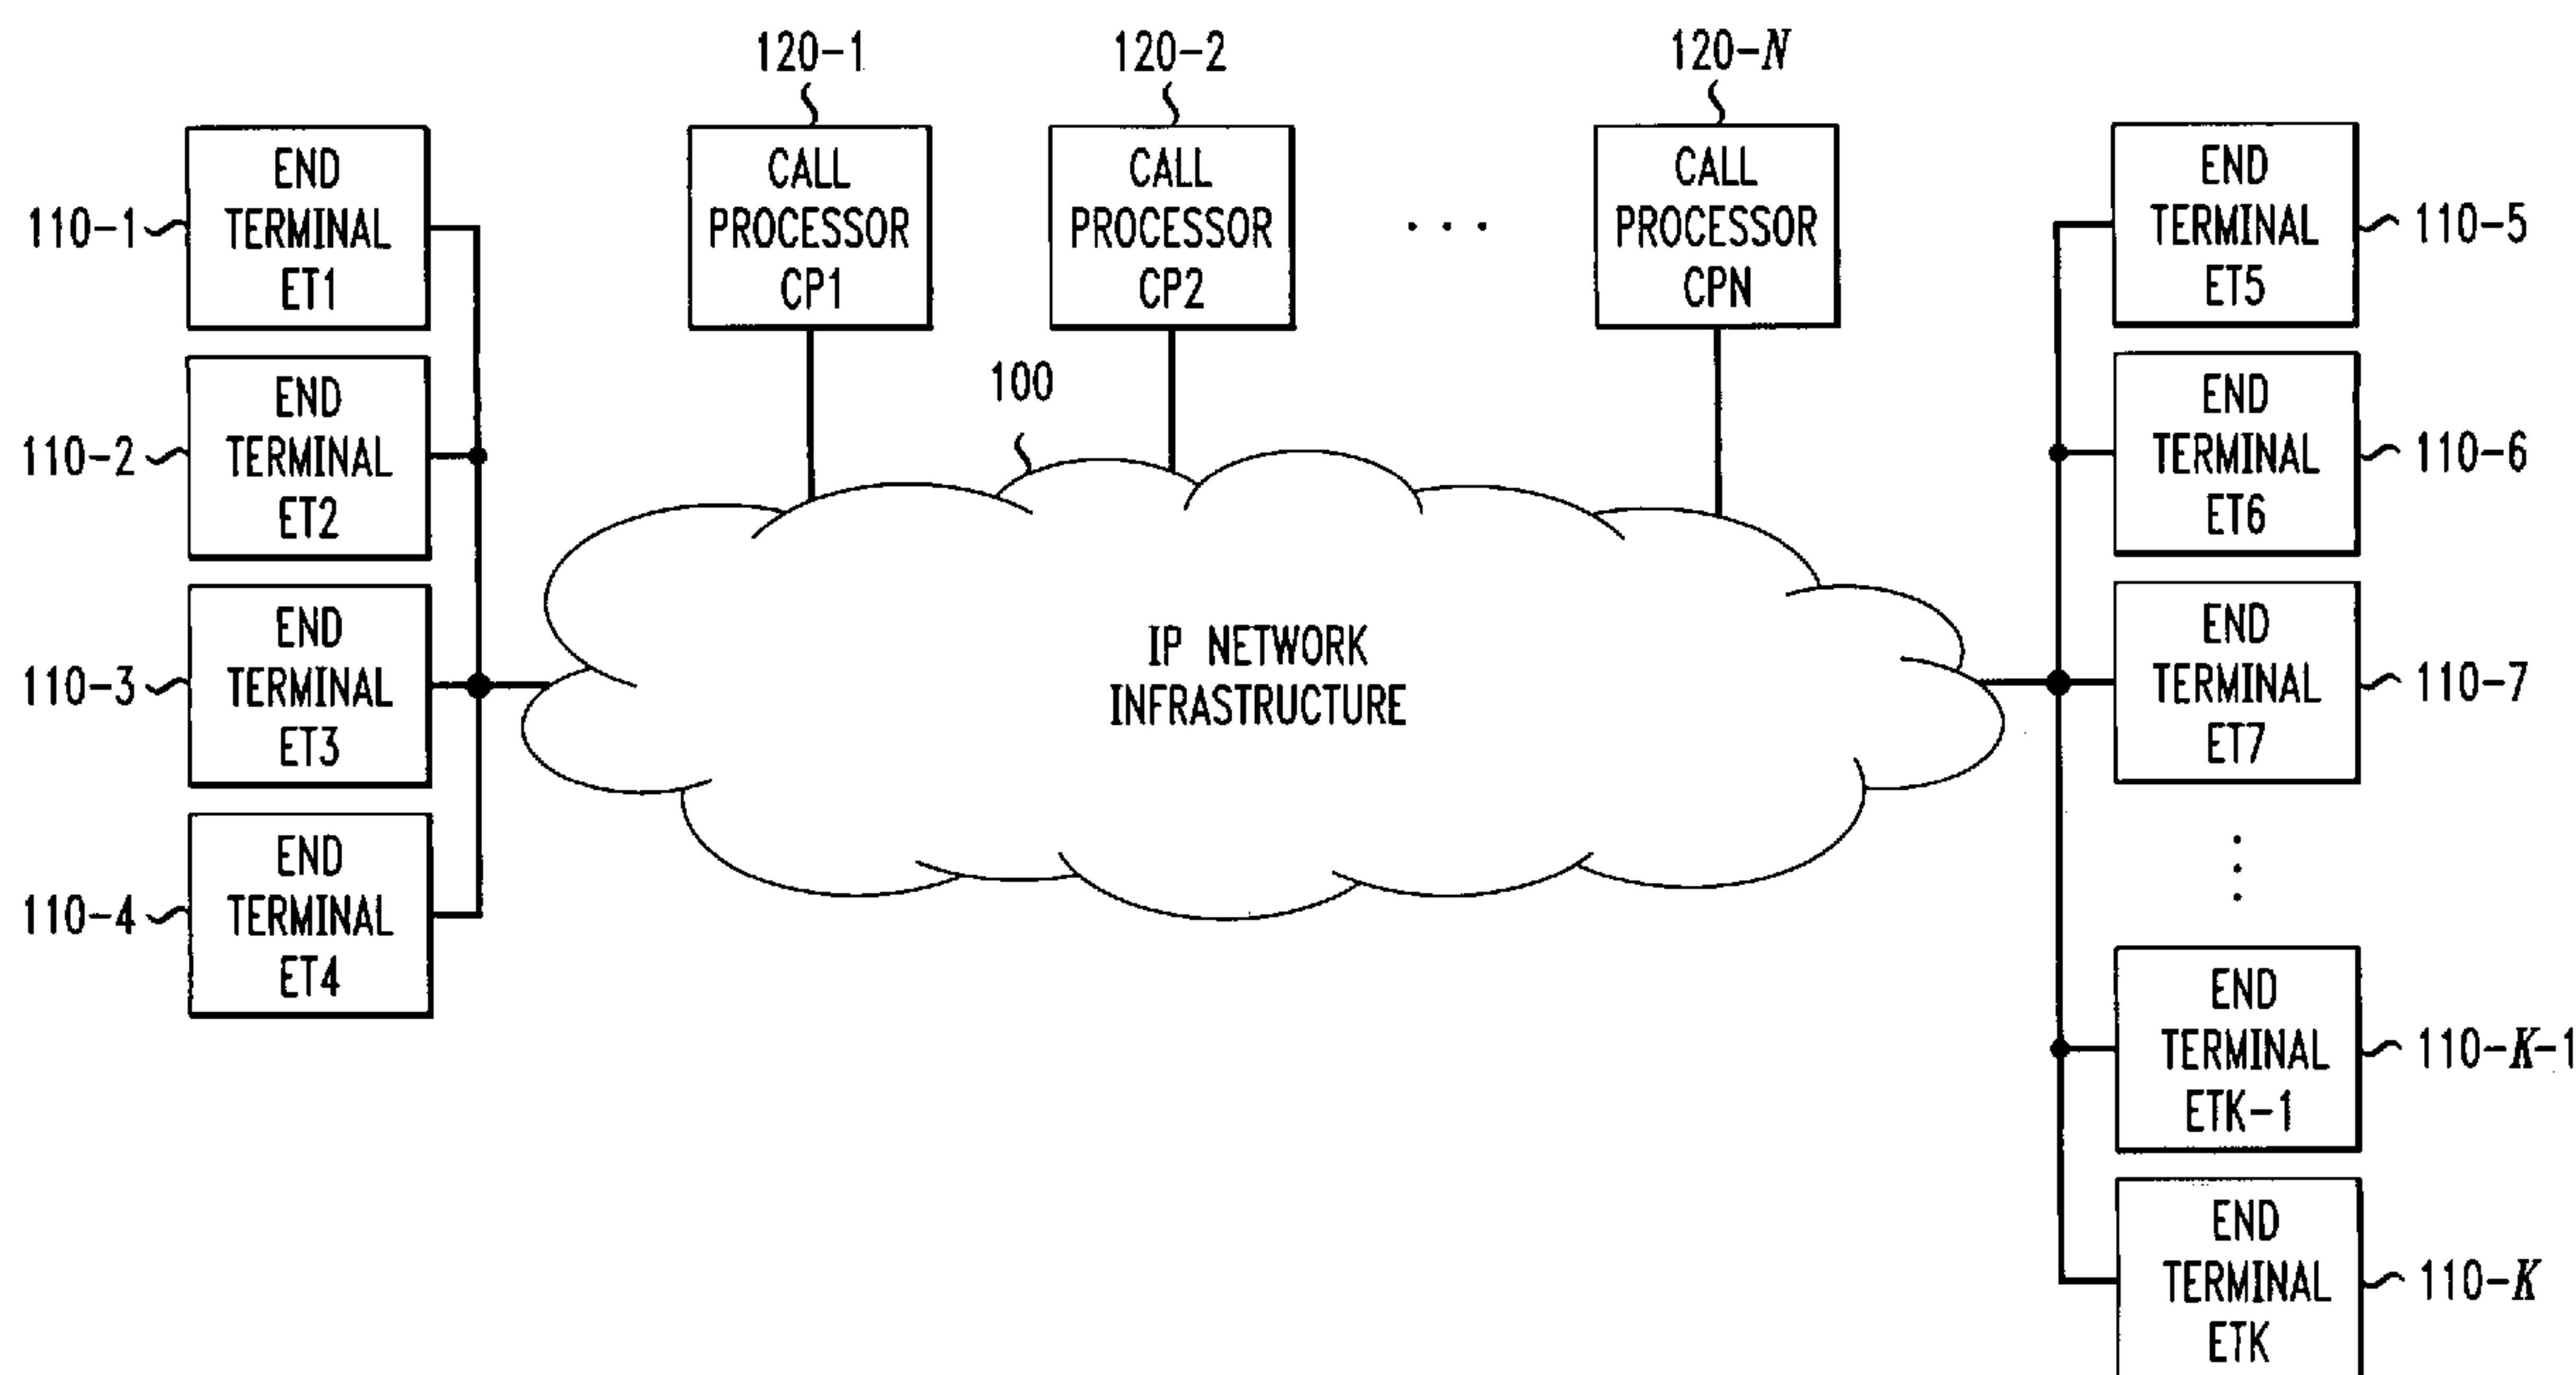 120-1
120-2
120-N
110-1
END
TERMINAL
ET1
CALL
PROCESSOR
CP1
CALL
PROCESSOR
CP2
. . .
CALL
PROCESSOR
CPN
END
TERMINAL
ET5
110-5
110-2
END
TERMINAL
ET2
100
END
TERMINAL
ET6
110-6
110-3
END
TERMINAL
ET3
IP NETWORK
INFRASTRUCTURE
END
TERMINAL
ET7
110-7
110-4
END
TERMINAL
ET4
END
TERMINAL
ETK-1
110-K-1
END
TERMINAL
ETK
110-K